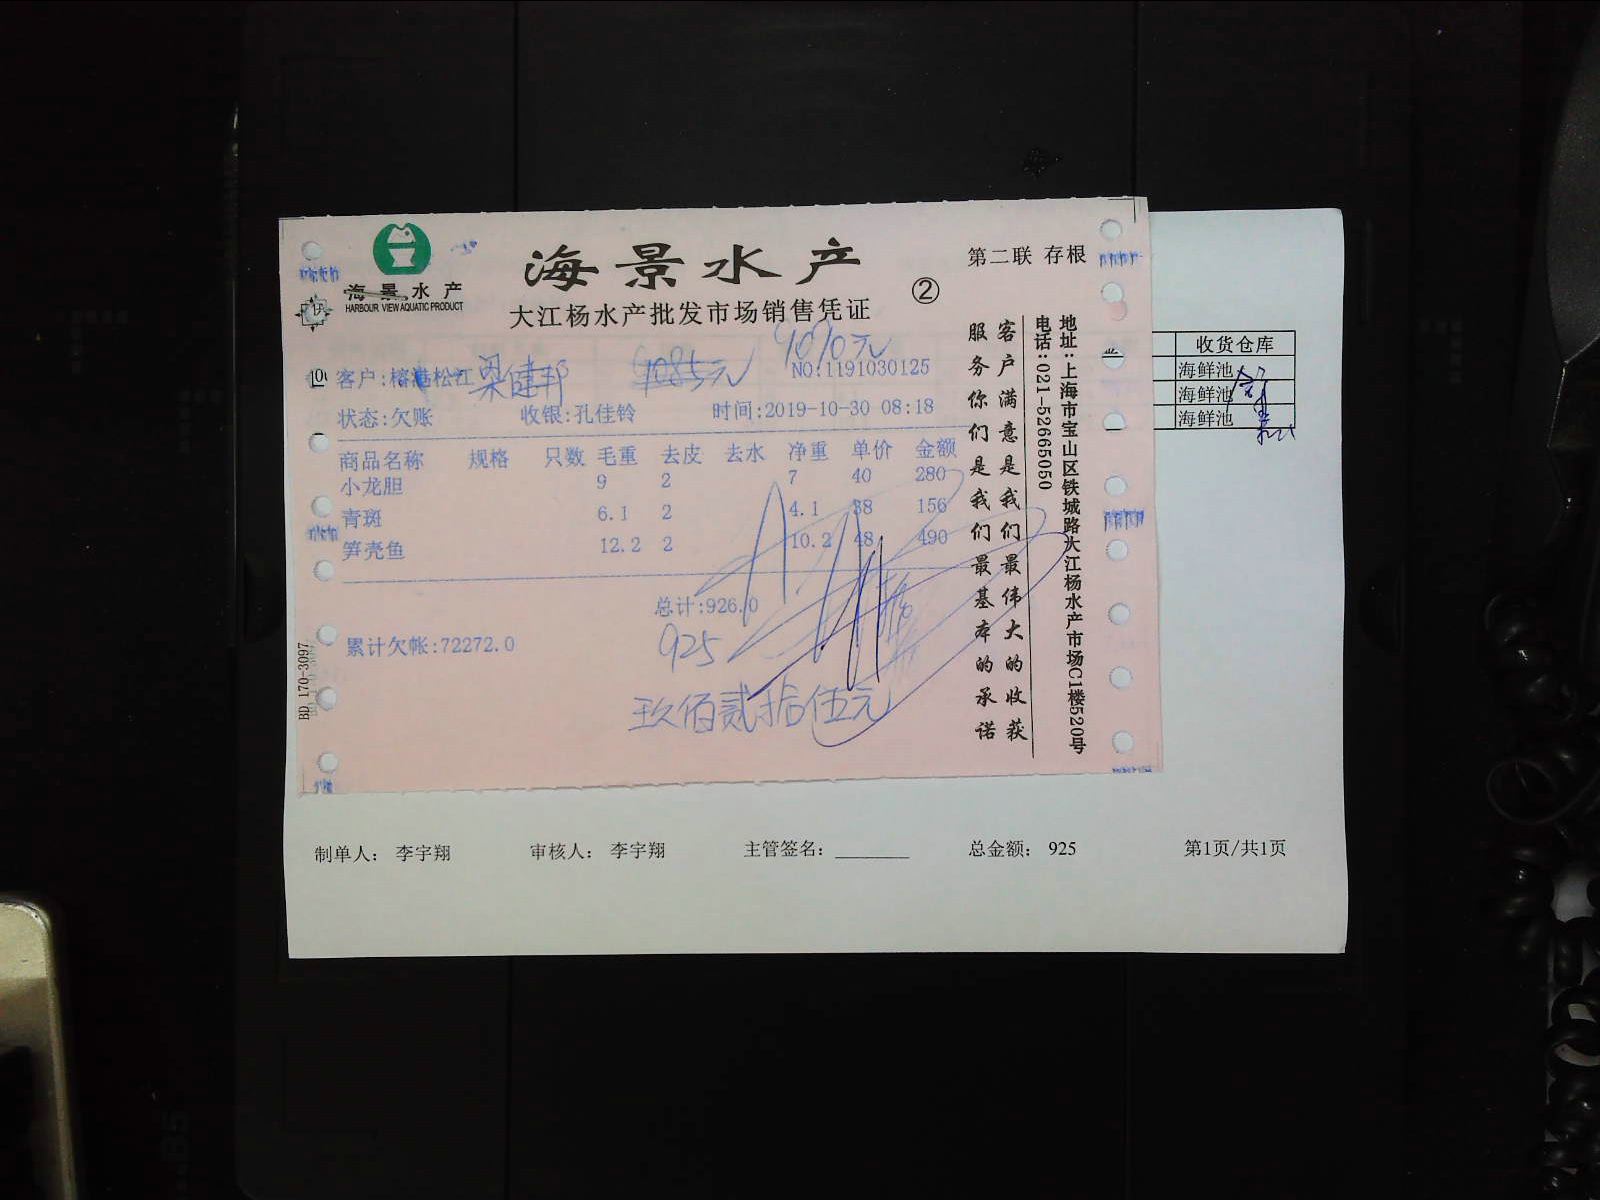 海景水产
HARBOUR VIEW AQUATIC PRODUCT
海景水产
大江杨水产批发市场销售凭证
②
第二联 存根
9085元
NO:1191030125
客户:榕港松江 梁健邦
状态:欠账 收银:孔佳铃 时间:2019-10-30 08:18
商品名称 规格 只数 毛重 去皮 去水 净重 单价 金额
小龙胆 9 2 7 40 280
青斑 6.1 2 4.1 38 156
笋壳鱼 12.2 2 10.2 48 490
总计:926.0
累计欠帐:72272.0
925
玖佰贰拾伍元
客户满意是我们最伟大的收获
服务你们是我们最基本的承诺
地址:上海市宝山区铁城路大江杨水产市场C1楼520号
电话:021-52665050
BD 170-3097
收货仓库
海鲜池
海鲜池
海鲜池
制单人: 李宇翔 审核人: 李宇翔 主管签名: 总金额: 925 第1页/共1页